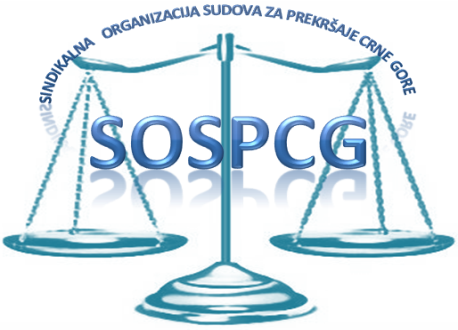 SINDIKALNA ORGANIZACIJA SUDOVA ZA PREKRŠAJE CRNE GORE
SOSPCG